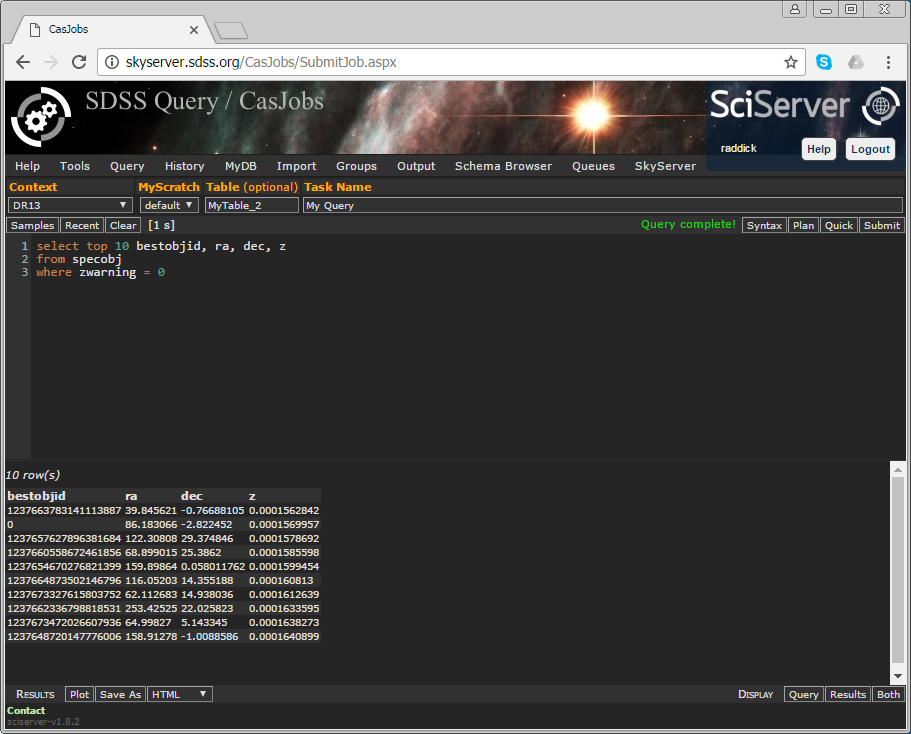 CasJobs
skyserver.sdss.org/CasJobs/SubmitJob.aspx
SDSS Query / CasJobs
SciServer
raddick Help Logout
Help Tools Query History MyDB Import Groups Output Schema Browser Queues SkyServer
Context MyScratch Table (optional) Task Name
DR13 default MyTable_2 My Query
Samples Recent Clear [1 s] Query complete! Syntax Plan Quick Submit
1 select top 10 bestobjid, ra, dec, z
2 from specobj
3 where zwarning = 0
10 row(s)
bestobjid ra dec z
1237663783141113887 39.845621 -0.76688105 0.0001562842
0 86.183066 -2.822452 0.0001569957
1237657627896381684 122.30808 29.374846 0.0001578692
1237660558672461856 68.899015 25.3862 0.0001585598
1237654670276821399 159.89864 0.058011762 0.0001599454
1237664873502146796 116.05203 14.355188 0.000160813
1237673327615803752 62.112683 14.938036 0.0001612639
1237662336798818531 253.42525 22.025823 0.0001633595
1237673472026607936 64.99827 5.143345 0.0001638273
1237648720147776006 158.91278 -1.0088586 0.0001640899
RESULTS Plot Save As HTML DISPLAY Query Results Both
Contact
sciserver-v1.8.2